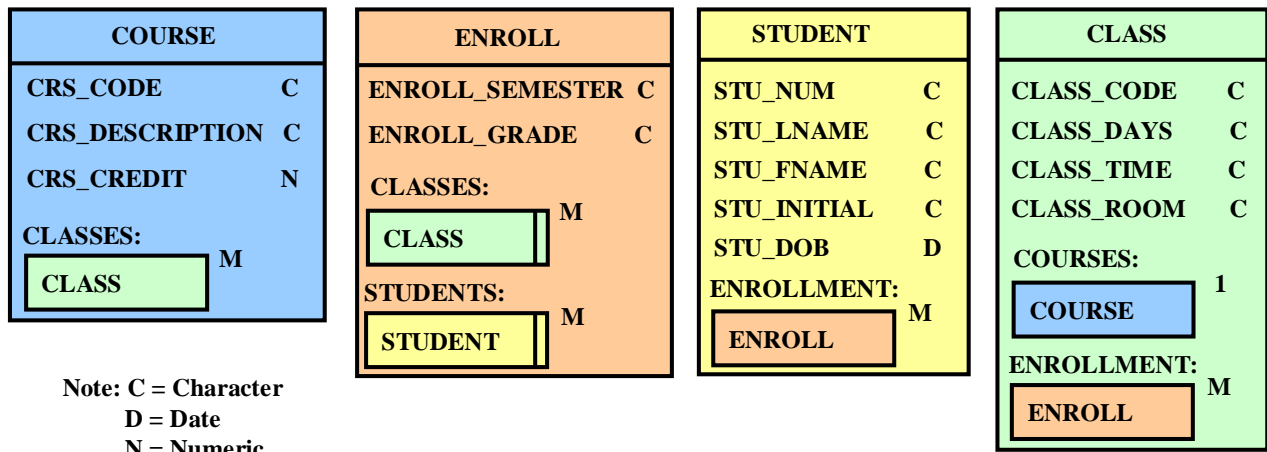 COURSE
CRS_CODE C
CRS_DESCRIPTION C
CRS_CREDIT N
CLASSES:
M
CLASS
ENROLL
ENROLL_SEMESTER C
ENROLL_GRADE C
CLASSES:
M
CLASS
STUDENTS:
M
STUDENT
STUDENT
STU_NUM C
STU_LNAME C
STU_FNAME C
STU_INITIAL C
STU_DOB D
ENROLLMENT:
M
ENROLL
CLASS
CLASS_CODE C
CLASS_DAYS C
CLASS_TIME C
CLASS_ROOM C
COURSES:
1
COURSE
ENROLLMENT:
M
ENROLL
Note: C = Character
D = Date
N = Numeric